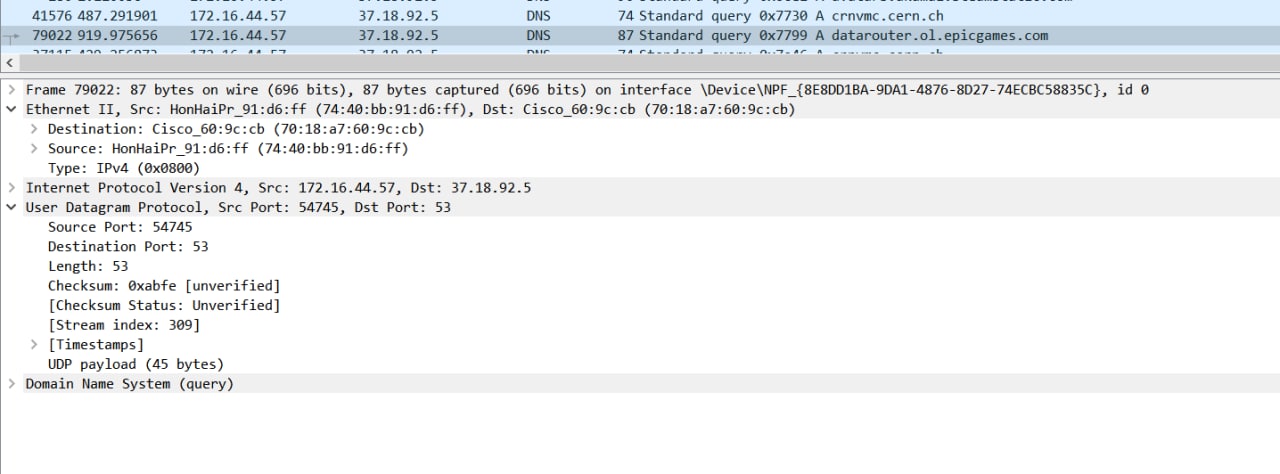 41576 487.291901 172.16.44.57 37.18.92.5 DNS 74 Standard query 0x7730 A crnvmc.cern.ch
79022 919.975656 172.16.44.57 37.18.92.5 DNS 87 Standard query 0x7799 A datarouter.ol.epicgames.com
Frame 79022: 87 bytes on wire (696 bits), 87 bytes captured (696 bits) on interface \Device\NPF_{8E8DD1BA-9DA1-4876-8D27-74ECBC58835C}, id 0
Ethernet II, Src: HonHaiPr_91:d6:ff (74:40:bb:91:d6:ff), Dst: Cisco_60:9c:cb (70:18:a7:60:9c:cb)
Destination: Cisco_60:9c:cb (70:18:a7:60:9c:cb)
Source: HonHaiPr_91:d6:ff (74:40:bb:91:d6:ff)
Type: IPv4 (0x0800)
Internet Protocol Version 4, Src: 172.16.44.57, Dst: 37.18.92.5
User Datagram Protocol, Src Port: 54745, Dst Port: 53
Source Port: 54745
Destination Port: 53
Length: 53
Checksum: 0xabfe [unverified]
[Checksum Status: Unverified]
[Stream index: 309]
[Timestamps]
UDP payload (45 bytes)
Domain Name System (query)